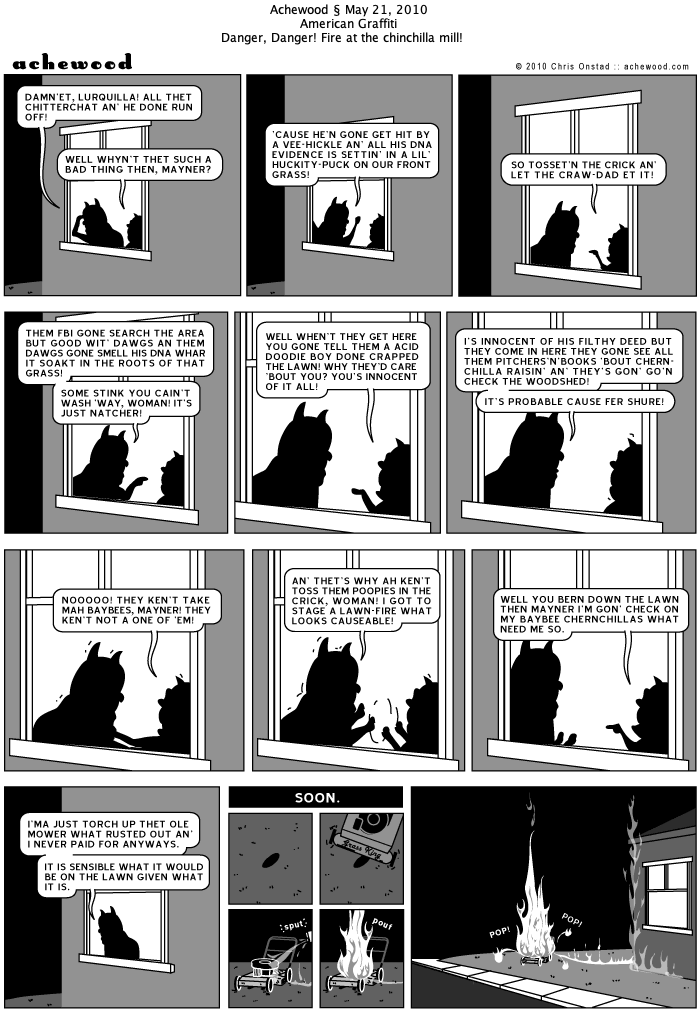 Achewood § May 21, 2010
American Graffiti
Danger, Danger! Fire at the chinchilla mill!
achewood
© 2010 Chris Onstad :: achewood.com
DAMN'ET, LURQUILLA! ALL THET
CHITTERCHAT AN' HE DONE RUN
OFF!
WELL WHYN'T THET SUCH A
BAD THING THEN, MAYNER?
'CAUSE HE'N GONE GET HIT BY
A VEE-HICKLE AN' ALL HIS DNA
EVIDENCE IS SETTIN' IN A LIL'
HUCKITY-PUCK ON OUR FRONT
GRASS!
SO TOSSET'N THE CRICK AN'
LET THE CRAW-DAD ET IT!
THEM FBI GONE SEARCH THE AREA
BUT GOOD WIT' DAWGS AN THEM
DAWGS GONE SMELL HIS DNA WHAR
IT SOAKT IN THE ROOTS OF THAT
GRASS!
SOME STINK YOU CAIN'T
WASH 'WAY, WOMAN! IT'S
JUST NATCHER!
WELL WHEN'T THEY GET HERE
YOU GONE TELL THEM A ACID
DOODIE BOY DONE CRAPPED
THE LAWN! WHY THEY'D CARE
'BOUT YOU? YOU'S INNOCENT
OF IT ALL!
I'S INNOCENT OF HIS FILTHY DEED BUT
THEY COME IN HERE THEY GONE SEE ALL
THEM PITCHERS'N'BOOKS 'BOUT CHERN-
CHILLA RAISIN' AN' THEY'S GON' GO'N
CHECK THE WOODSHED!
IT'S PROBABLE CAUSE FER SHURE!
NOOOOO! THEY KEN'T TAKE
MAH BAYBEES, MAYNER! THEY
KEN'T NOT A ONE OF 'EM!
AN' THET'S WHY AH KEN'T
TOSS THEM POOPIES IN THE
CRICK, WOMAN! I GOT TO
STAGE A LAWN-FIRE WHAT
LOOKS CAUSEABLE!
WELL YOU BERN DOWN THE LAWN
THEN MAYNER I'M GON' CHECK ON
MY BAYBEE CHERNCHILLAS WHAT
NEED ME SO.
I'MA JUST TORCH UP THET OLE
MOWER WHAT RUSTED OUT AN'
I NEVER PAID FOR ANYWAYS.
IT IS SENSIBLE WHAT IT WOULD
BE ON THE LAWN GIVEN WHAT
IT IS.
SOON.
Grass King
sput
pouf
POP!
POP!